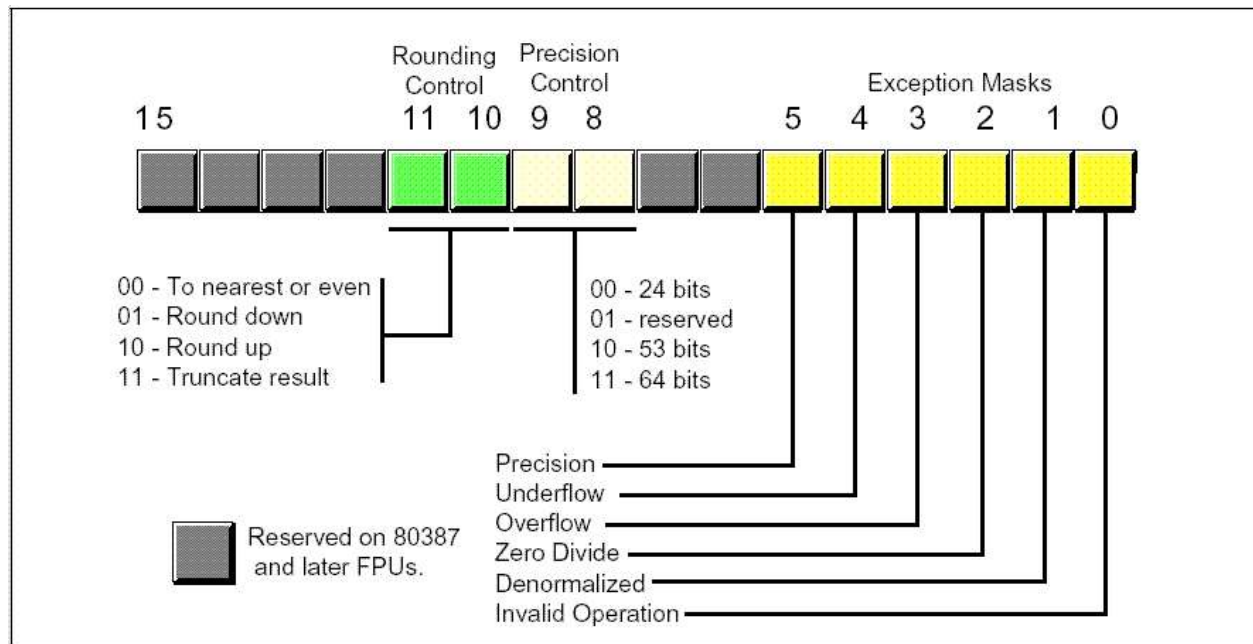 Rounding Control
Precision Control
Exception Masks
15 11 10 9 8 5 4 3 2 1 0
00 - To nearest or even
01 - Round down
10 - Round up
11 - Truncate result
00 - 24 bits
01 - reserved
10 - 53 bits
11 - 64 bits
Precision
Underflow
Overflow
Zero Divide
Denormalized
Invalid Operation
Reserved on 80387
and later FPUs.